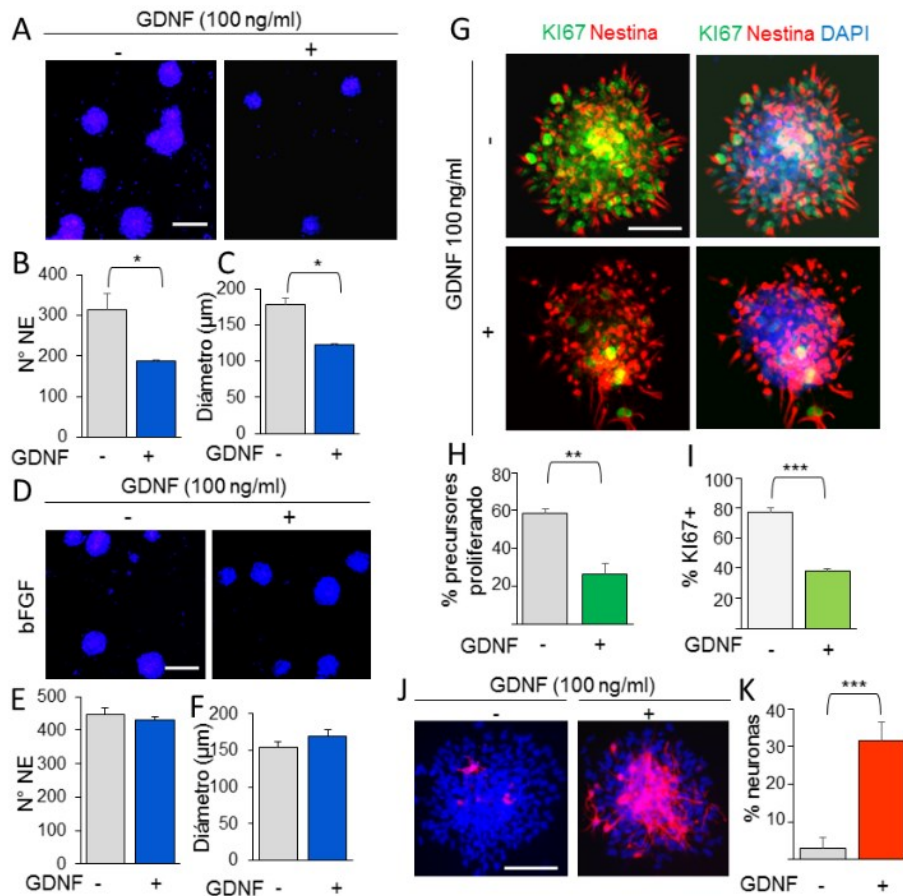 A
GDNF (100 ng/ml)
- +
B
400
300
200
100
0
N° NE
*
GDNF - +
C
200
150
100
50
0
Diámetro (µm)
*
GDNF - +
D
GDNF (100 ng/ml)
- +
bFGF
E
500
400
300
200
100
0
N° NE
GDNF - +
F
200
150
100
50
0
Diámetro (µm)
GDNF - +
G
KI67 Nestina
KI67 Nestina DAPI
GDNF 100 ng/ml
-
+
H
80
60
40
20
% precursores
proliferando
**
GDNF - +
I
100
80
60
40
20
% KI67+
***
GDNF - +
J
GDNF (100 ng/ml)
- +
K
40
30
20
10
% neuronas
***
GDNF - +